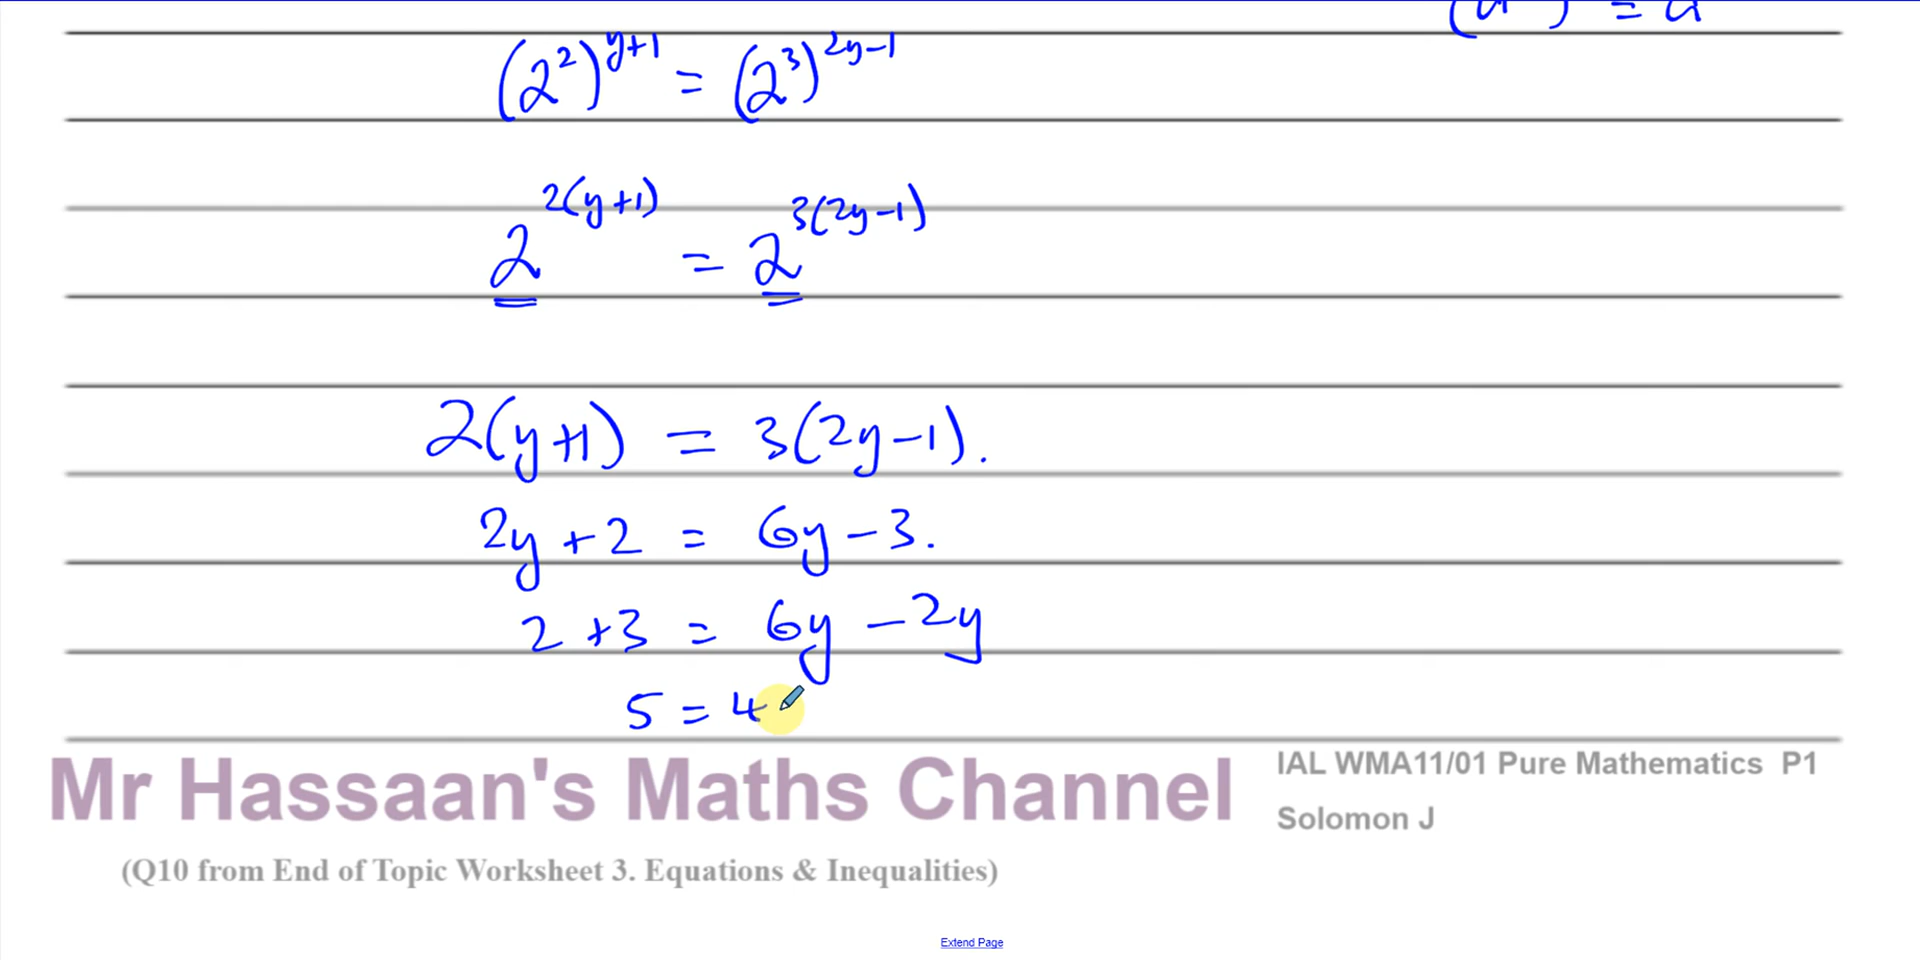 (2²)^(y+1) = (2³)^(2y-1)
2^(2(y+1)) = 2^(3(2y-1))
2(y+1) = 3(2y-1).
2y + 2 = 6y - 3.
2 + 3 = 6y - 2y
5 = 4
Mr Hassaan's Maths Channel
IAL WMA11/01 Pure Mathematics P1
Solomon J
(Q10 from End of Topic Worksheet 3. Equations & Inequalities)
Extend Page